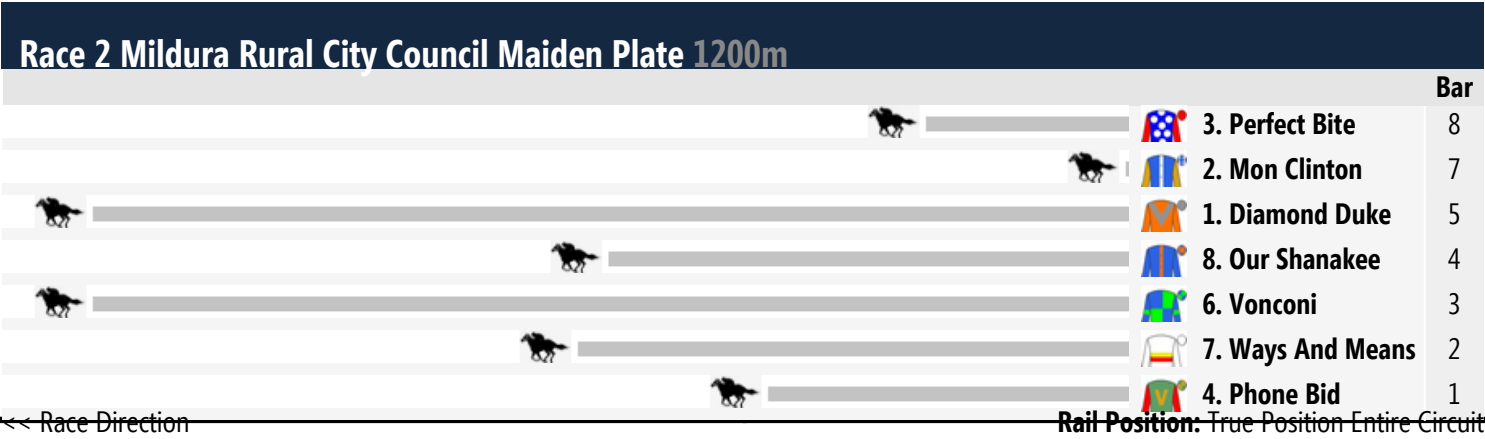 Race 2 Mildura Rural City Council Maiden Plate 1200m
Bar
3. Perfect Bite 8
2. Mon Clinton 7
1. Diamond Duke 5
8. Our Shanakee 4
6. Vonconi 3
7. Ways And Means 2
V 4. Phone Bid 1
<< Race Direction Rail Position: True Position Entire Circuit